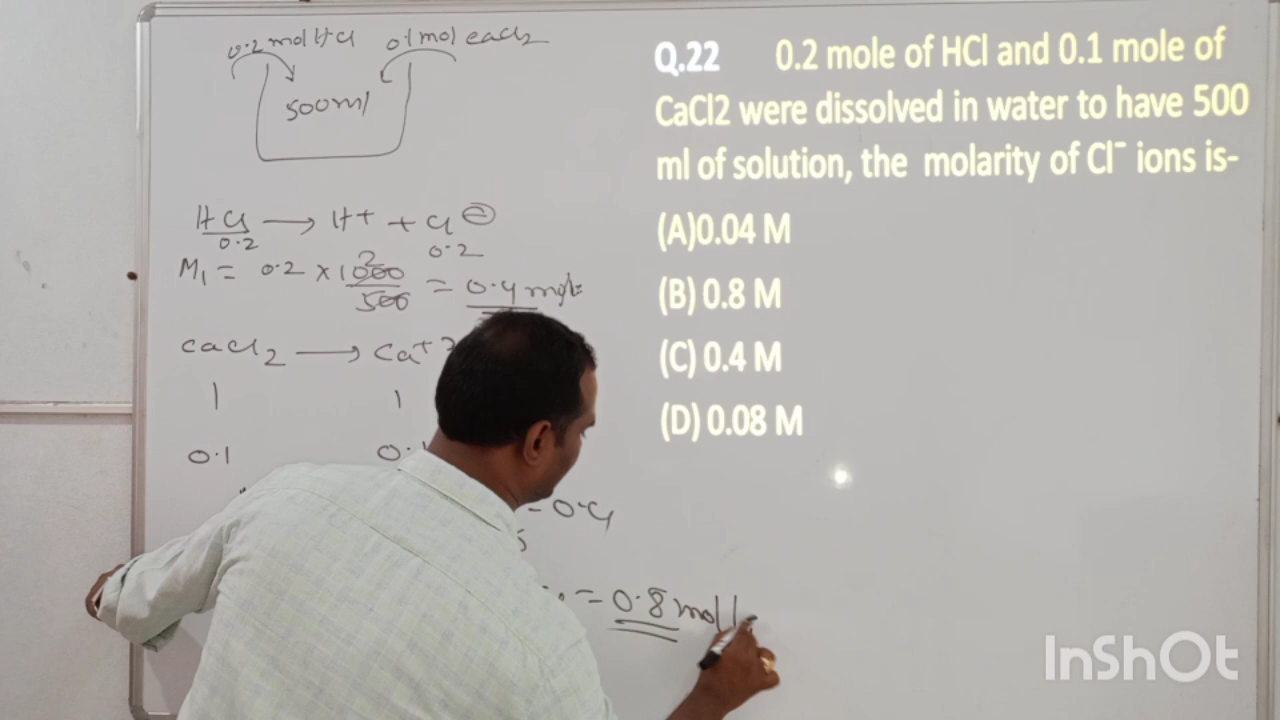 0.2 mol HCl 0.1 mol cacl2
500ml
HCl → H+ + Cl⊖
0.2 0.2
M1 = 0.2 × 1000 2
500 = 0.4
cacl2 → Ca+2
1 1
0.1
= 0.4
= 0.8 mol
Q.22 0.2 mole of HCl and 0.1 mole of
CaCl2 were dissolved in water to have 500
ml of solution, the molarity of Cl⁻ ions is-
(A)0.04 M
(B) 0.8 M
(C) 0.4 M
(D) 0.08 M
InShOt